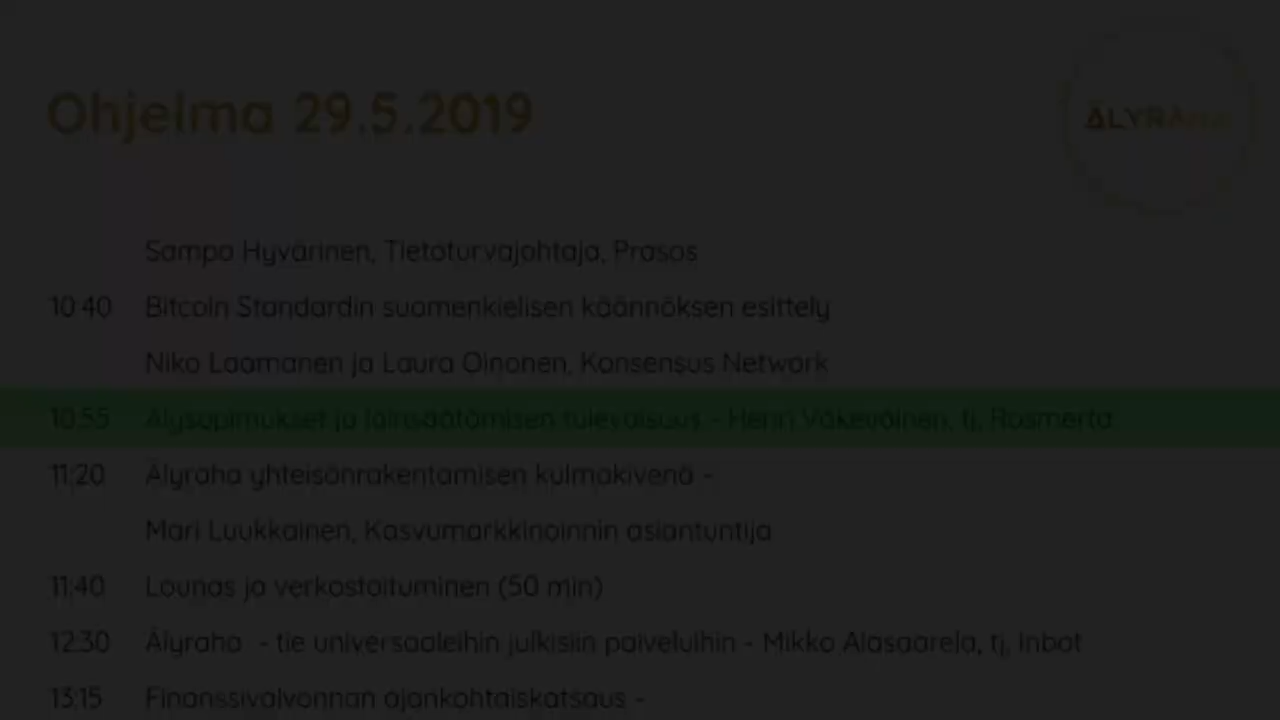 Ohjelma 29.5.2019
ÄLYRAHA
Sampo Hyvärinen, Tietoturvajohtaja, Prasos
10:40 Bitcoin Standardin suomenkielisen käännöksen esittely
Niko Laamanen ja Laura Oinonen, Konsensus Network
10:55 Älysopimukset ja lainsäätämisen tulevaisuus - Henri Väkeväinen, tj, Rosmerta
11:20 Älyraha yhteisönrakentamisen kulmakivenä -
Mari Luukkainen, Kasvumarkkinoinnin asiantuntija
11:40 Lounas ja verkostoituminen (50 min)
12:30 Älyraha - tie universaaleihin julkisiin palveluihin - Mikko Alasaarela, tj, Inbot
13:15 Finanssivalvonnan ajankohtaiskatsaus -